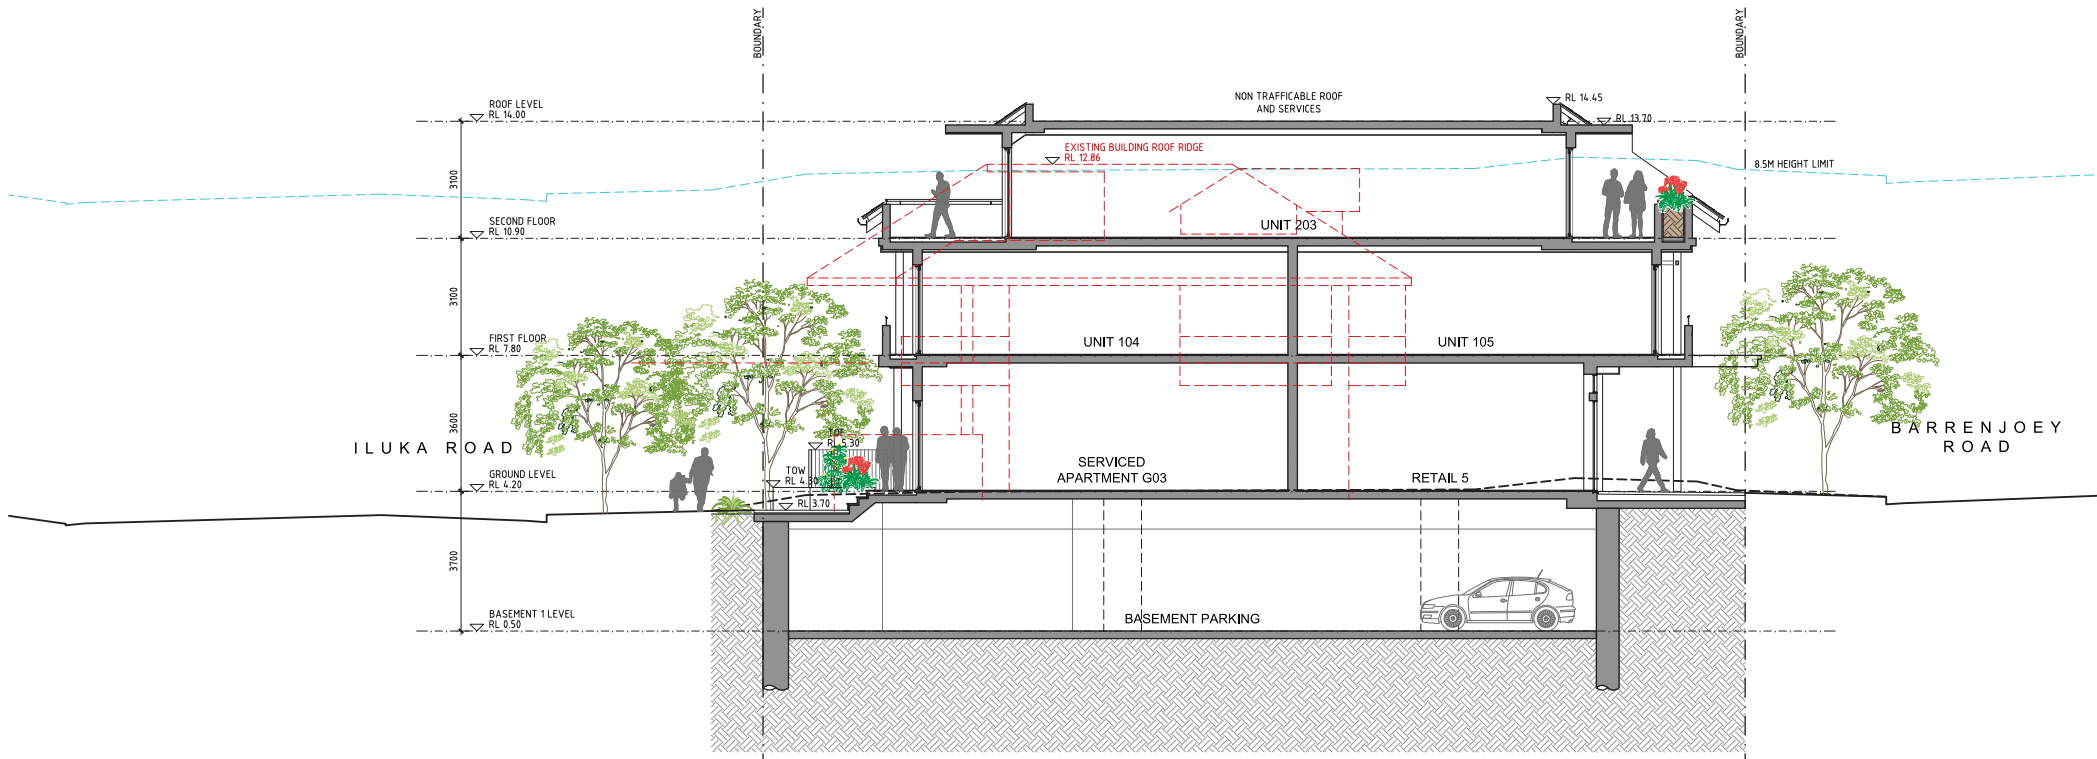 BOUNDARY
BOUNDARY
ROOF LEVEL
RL 14.00
NON TRAFFICABLE ROOF
AND SERVICES
RL 14.45
RL 13.70
EXISTING BUILDING ROOF RIDGE
RL 12.86
8.5M HEIGHT LIMIT
3100
SECOND FLOOR
RL 10.90
UNIT 203
3100
FIRST FLOOR
RL 7.80
UNIT 104
UNIT 105
3600
ILUKA ROAD
BARRENJOEY
ROAD
TOF
RL 5.30
TOW
RL 4.30
RL 3.70
GROUND LEVEL
RL 4.20
SERVICED
APARTMENT G03
RETAIL 5
3700
BASEMENT 1 LEVEL
RL 0.50
BASEMENT PARKING